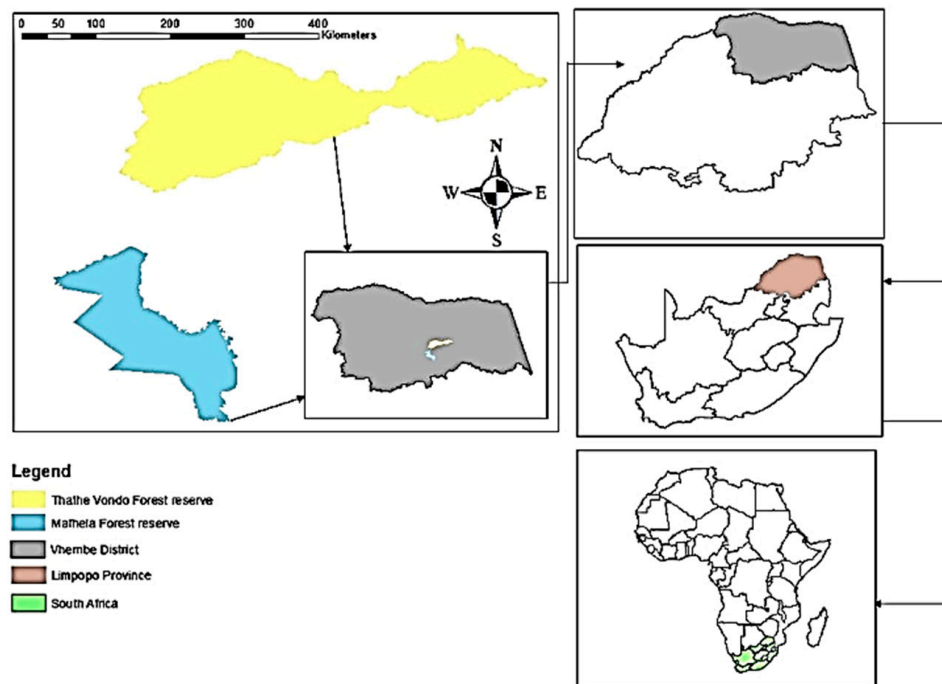 0 50 100 200 300 400
Kilometers
N
W E
S
Legend
Thathe Vondo Forest reserve
Mafhela Forest reserve
Vhembe District
Limpopo Province
South Africa